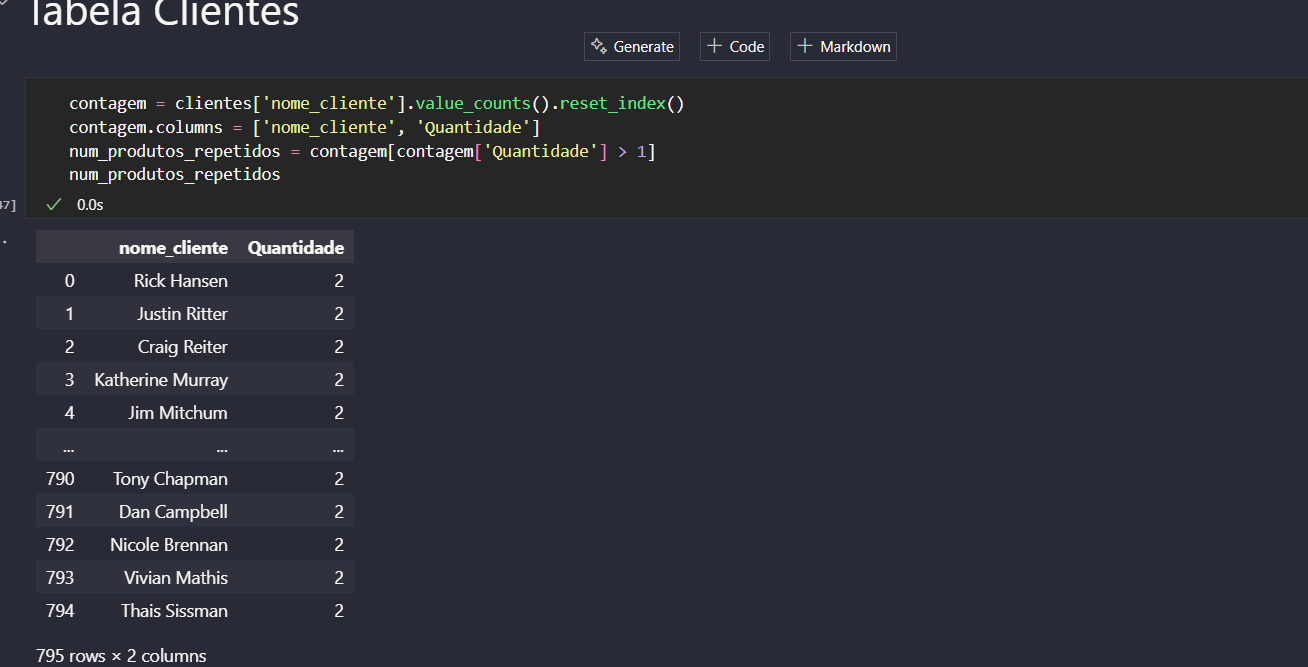 Tabela Clientes
Generate + Code + Markdown
contagem = clientes['nome_cliente'].value_counts().reset_index()
contagem.columns = ['nome_cliente', 'Quantidade']
num_produtos_repetidos = contagem[contagem['Quantidade'] > 1]
num_produtos_repetidos
47] 0.0s
nome_cliente Quantidade
0 Rick Hansen 2
1 Justin Ritter 2
2 Craig Reiter 2
3 Katherine Murray 2
4 Jim Mitchum 2
... ... ...
790 Tony Chapman 2
791 Dan Campbell 2
792 Nicole Brennan 2
793 Vivian Mathis 2
794 Thais Sissman 2
795 rows × 2 columns